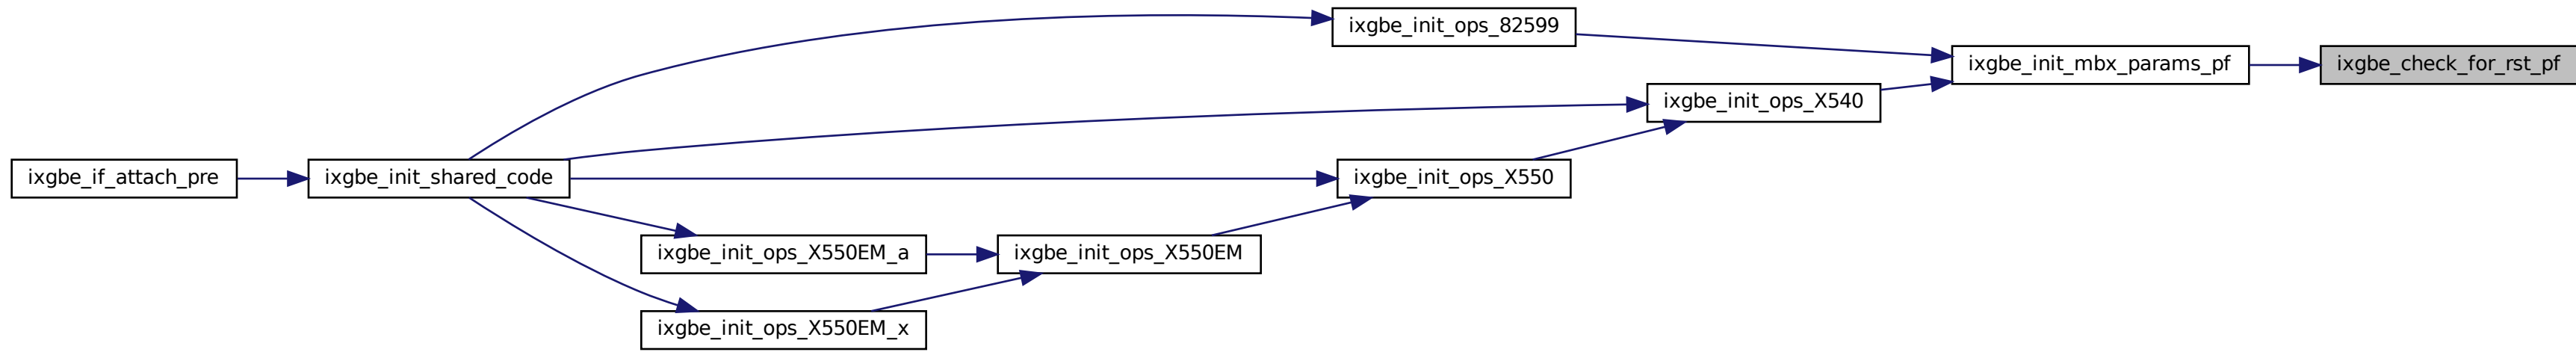 ixgbe_init_ops_82599
ixgbe_init_mbx_params_pf
ixgbe_check_for_rst_pf
ixgbe_init_ops_X540
ixgbe_if_attach_pre
ixgbe_init_shared_code
ixgbe_init_ops_X550
ixgbe_init_ops_X550EM_a
ixgbe_init_ops_X550EM
ixgbe_init_ops_X550EM_x